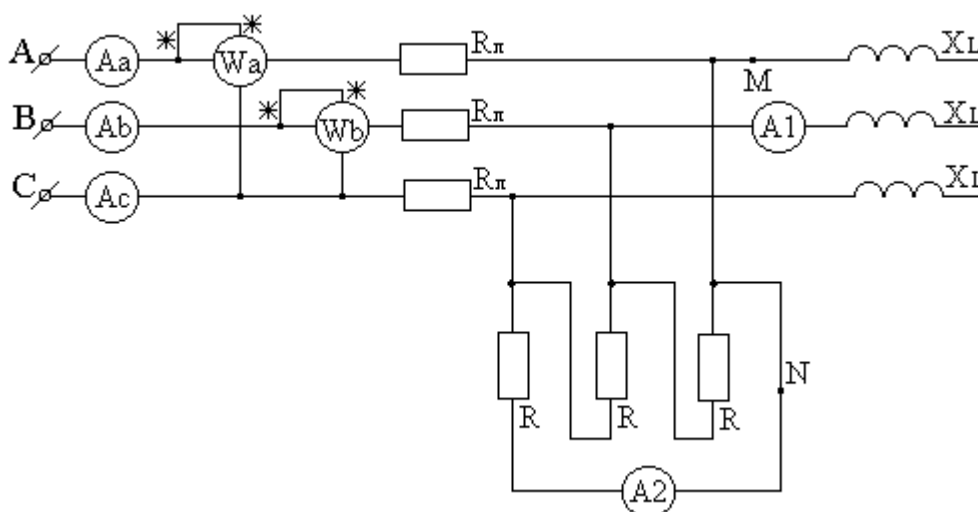 A Aa * * Wa Rл M XL
B Ab * * Wb Rл A1 XL
C Ac Rл XL
R R N
A2